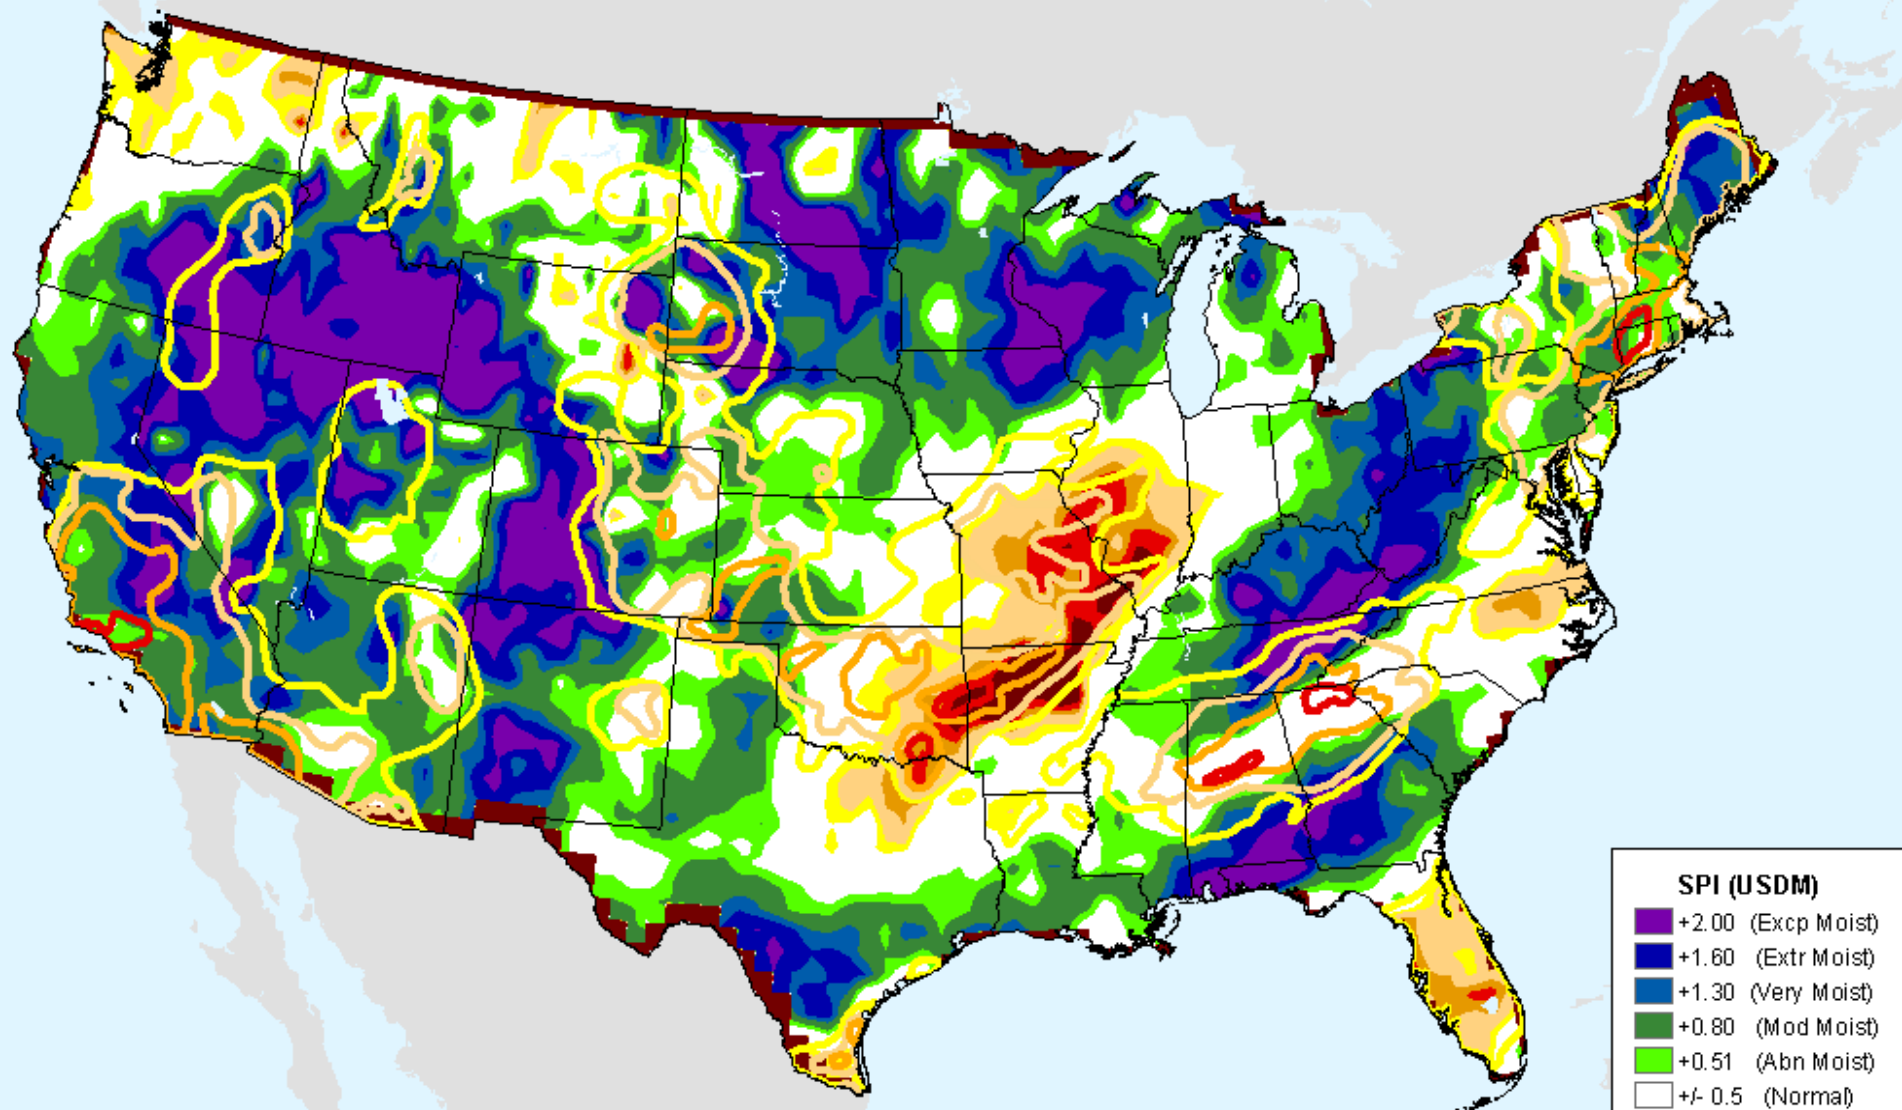 SPI (USDM)
+2.00 (Excp Moist)
+1.60 (Extr Moist)
+1.30 (Very Moist)
+0.80 (Mod Moist)
+0.51 (Abn Moist)
+/- 0.5 (Normal)